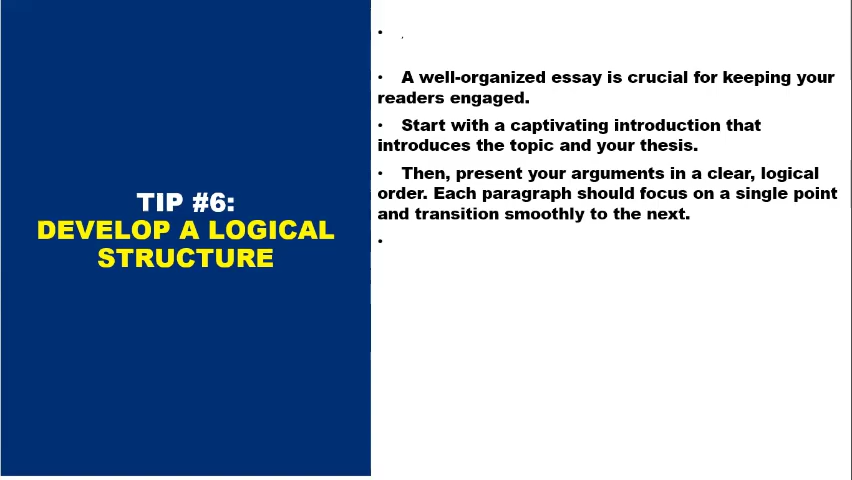 TIP #6:
DEVELOP A LOGICAL
STRUCTURE
• ,
• A well-organized essay is crucial for keeping your
readers engaged.
• Start with a captivating introduction that
introduces the topic and your thesis.
• Then, present your arguments in a clear, logical
order. Each paragraph should focus on a single point
and transition smoothly to the next.
•